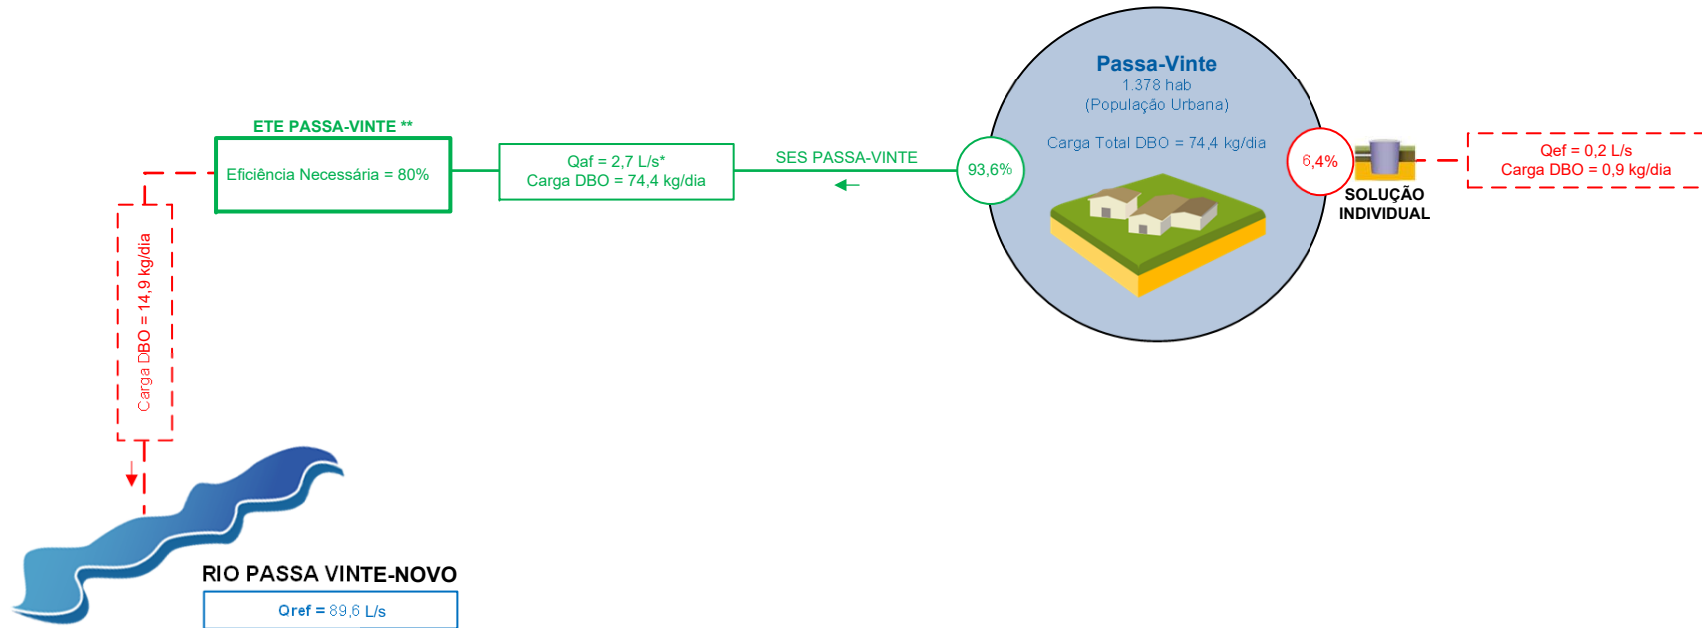 Passa-Vinte
1.378 hab
(População Urbana)
Carga Total DBO = 74,4 kg/dia
ETE PASSA-VINTE **
Eficiência Necessária = 80%
Qaf = 2,7 L/s*
Carga DBO = 74,4 kg/dia
SES PASSA-VINTE
93,6%
6,4%
SOLUÇÃO
INDIVIDUAL
Qef = 0,2 L/s
Carga DBO = 0,9 kg/dia
Carga DBO = 14,9 kg/dia
RIO PASSA VINTE-NOVO
Qref = 89,6 L/s